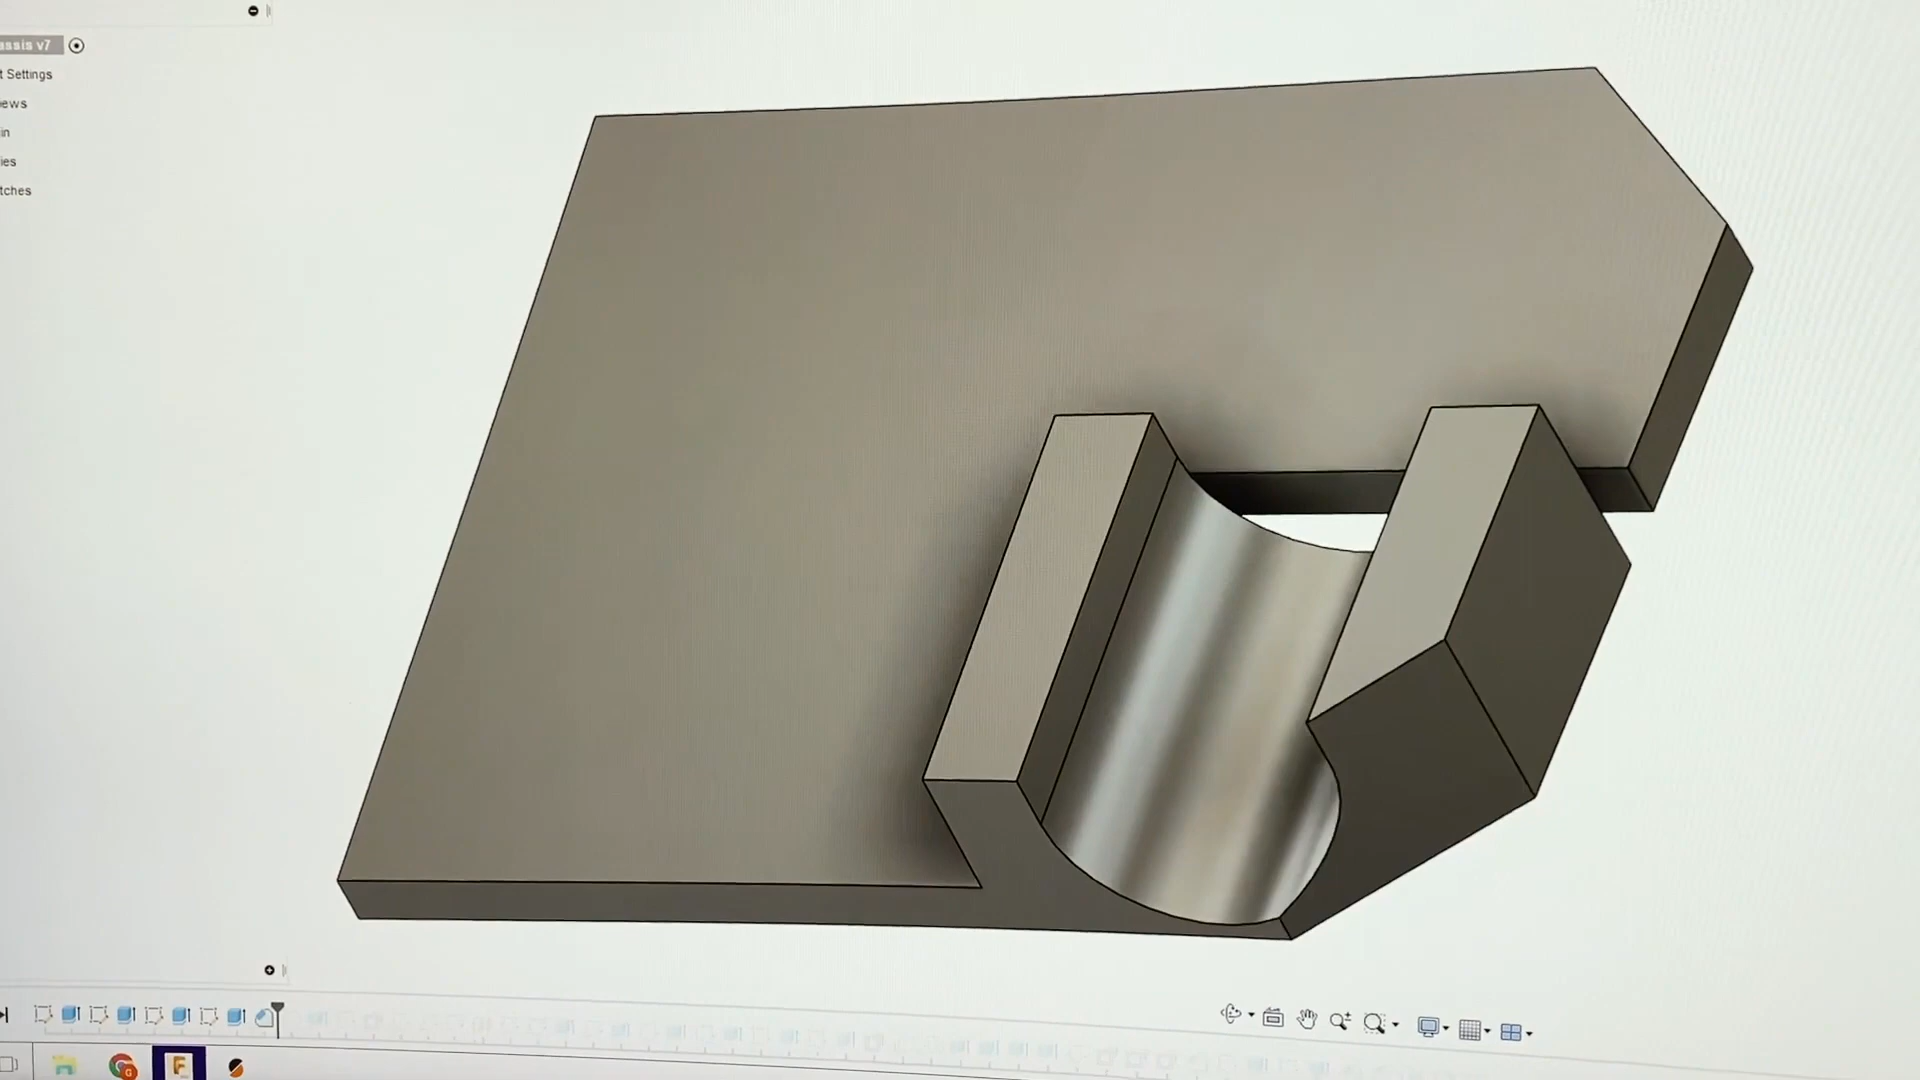 assis v7
t Settings
ews
in
ies
tches
F
G